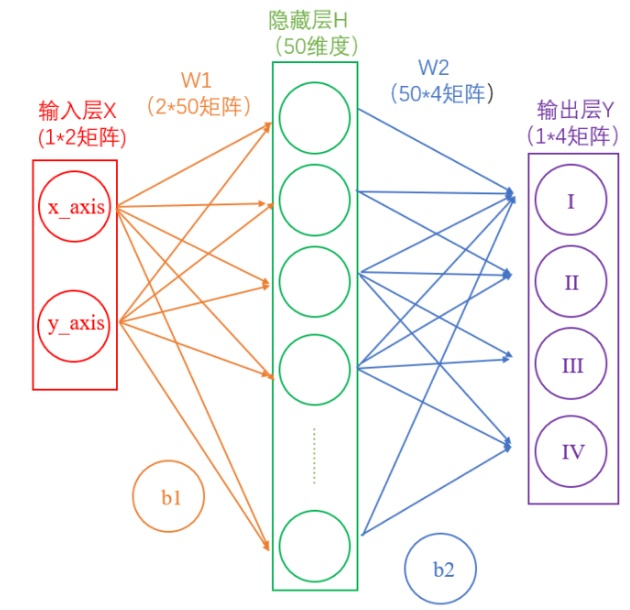 隐藏层H
（50维度）
W1
（2*50矩阵）
W2
（50*4矩阵）
输入层X
(1*2矩阵)
输出层Y
（1*4矩阵）
x_axis
y_axis
I
II
III
IV
b1
b2